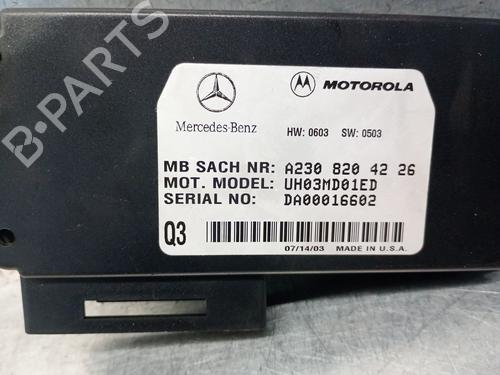 B-PARTS
MOTOROLA
Mercedes-Benz
HW: 0603 SW: 0503
MB SACH NR: A230 820 42 26
MOT. MODEL: UH03MD01ED
SERIAL NO: DA00016602
Q3
07/14/03 MADE IN U.S.A.